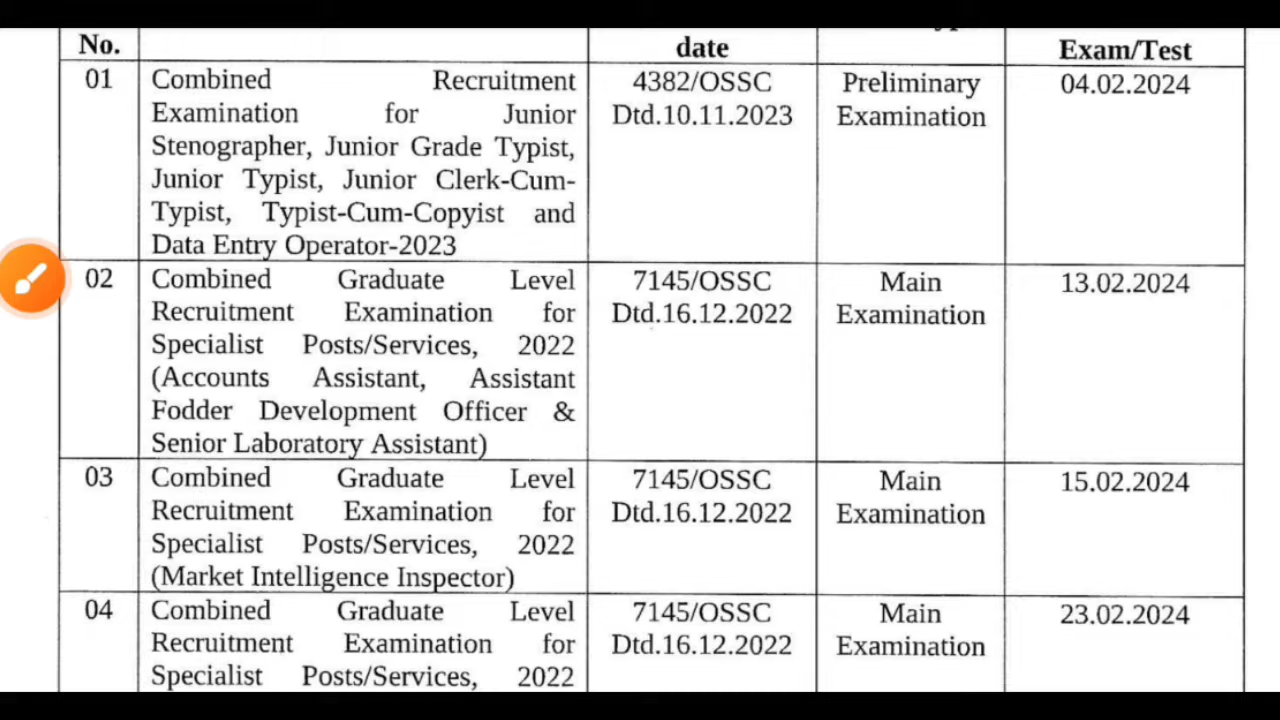 No.
date
Exam/Test
01
Combined Recruitment
Examination for Junior
Stenographer, Junior Grade Typist,
Junior Typist, Junior Clerk-Cum-
Typist, Typist-Cum-Copyist and
Data Entry Operator-2023
4382/OSSC
Dtd.10.11.2023
Preliminary
Examination
04.02.2024
02
Combined Graduate Level
Recruitment Examination for
Specialist Posts/Services, 2022
(Accounts Assistant, Assistant
Fodder Development Officer &
Senior Laboratory Assistant)
7145/OSSC
Dtd.16.12.2022
Main
Examination
13.02.2024
03
Combined Graduate Level
Recruitment Examination for
Specialist Posts/Services, 2022
(Market Intelligence Inspector)
7145/OSSC
Dtd.16.12.2022
Main
Examination
15.02.2024
04
Combined Graduate Level
Recruitment Examination for
Specialist Posts/Services, 2022
7145/OSSC
Dtd.16.12.2022
Main
Examination
23.02.2024